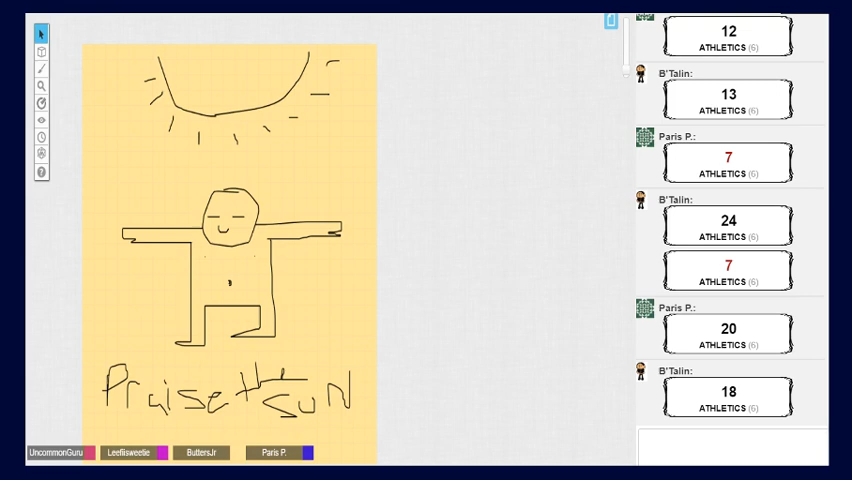 Praise the SUN
UncommonGuru
Leefiisweetie
ButtersJr
Paris P.
12
ATHLETICS (6)
B'Talin:
13
ATHLETICS (6)
Paris P.:
7
ATHLETICS (6)
B'Talin:
24
ATHLETICS (6)
7
ATHLETICS (6)
Paris P.:
20
ATHLETICS (6)
B'Talin:
18
ATHLETICS (6)